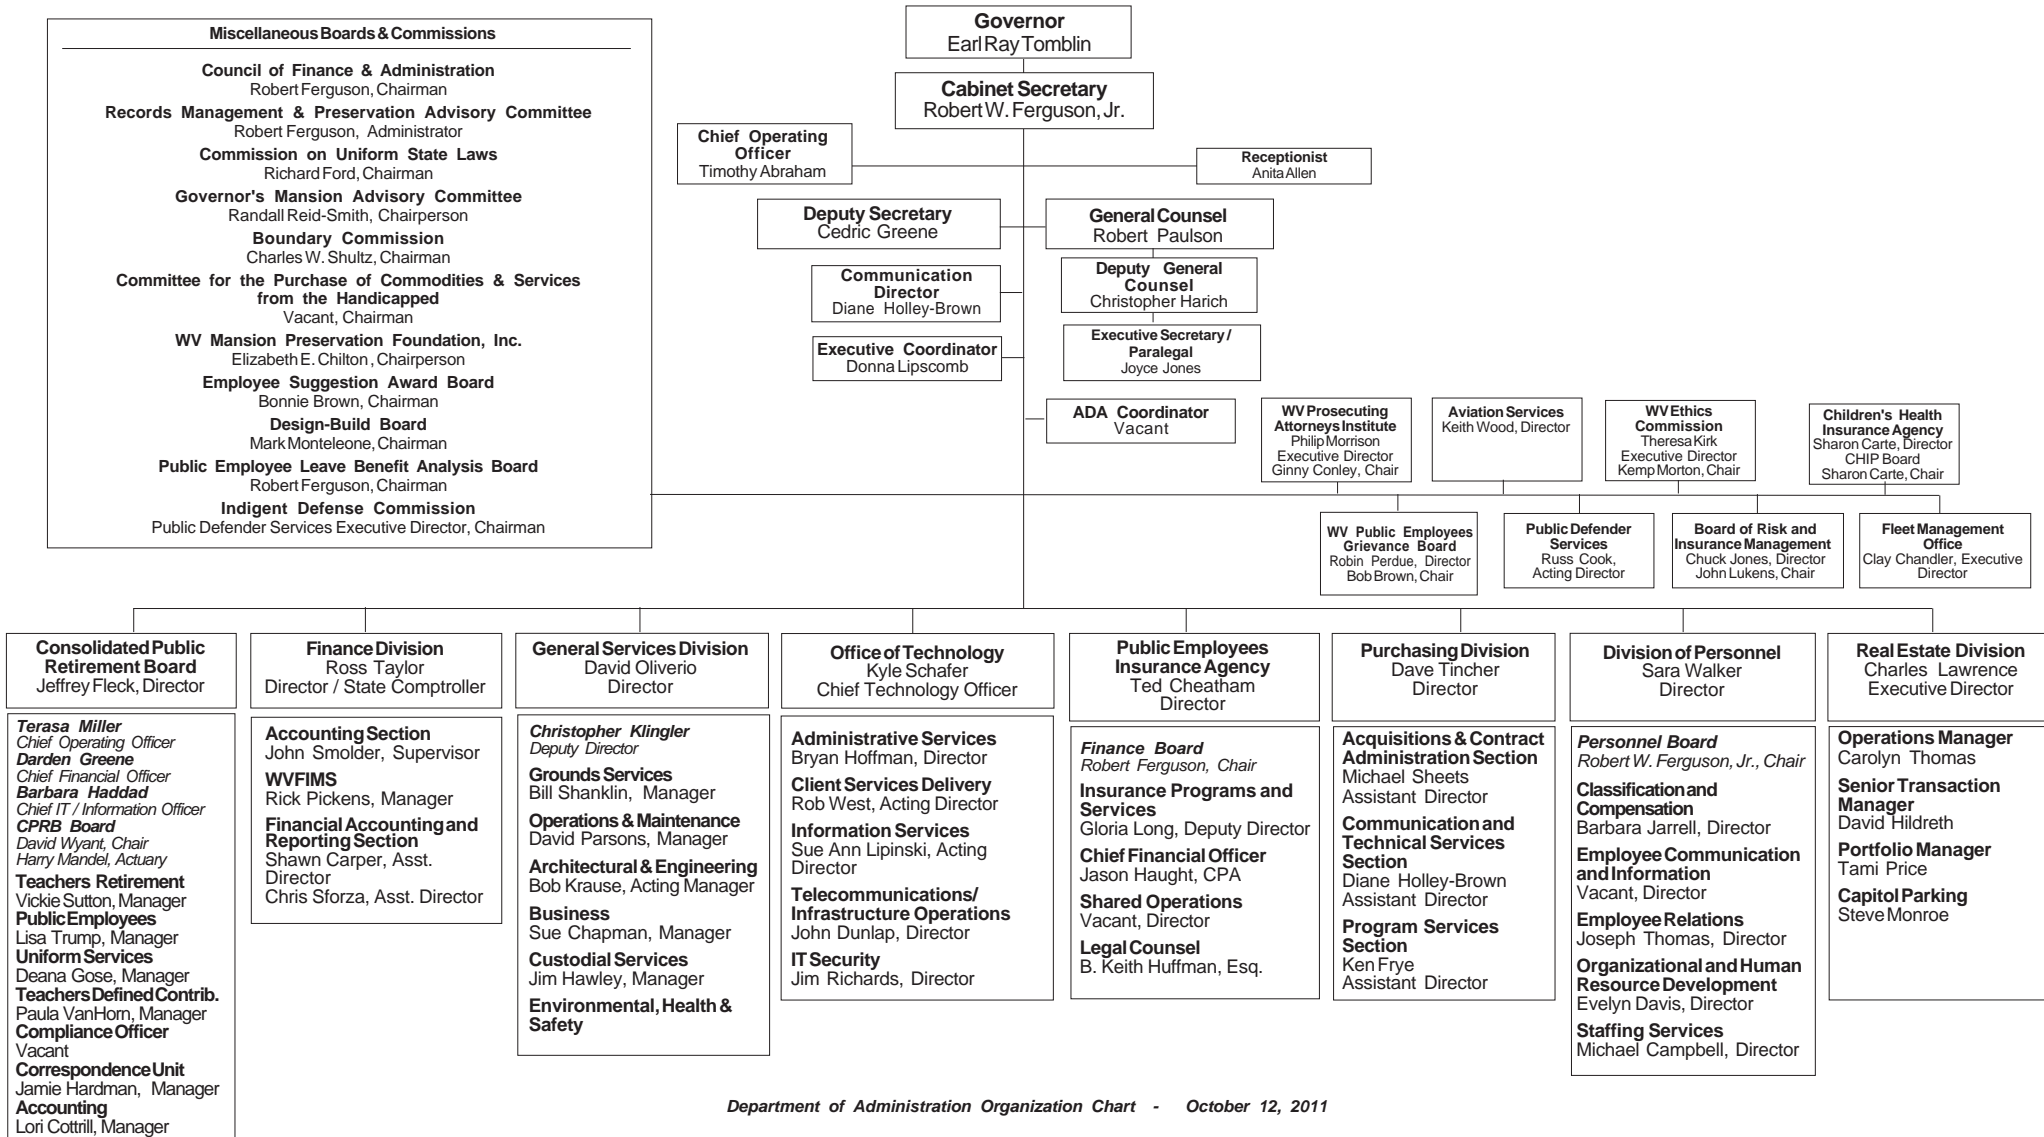 Miscellaneous Boards & Commissions
Council of Finance & Administration
Robert Ferguson, Chairman
Records Management & Preservation Advisory Committee
Robert Ferguson, Administrator
Commission on Uniform State Laws
Richard Ford, Chairman
Governor's Mansion Advisory Committee
Randall Reid-Smith, Chairperson
Boundary Commission
Charles W. Shultz, Chairman
Committee for the Purchase of Commodities & Services
from the Handicapped
Vacant, Chairman
WV Mansion Preservation Foundation, Inc.
Elizabeth E. Chilton, Chairperson
Employee Suggestion Award Board
Bonnie Brown, Chairman
Design-Build Board
Mark Monteleone, Chairman
Public Employee Leave Benefit Analysis Board
Robert Ferguson, Chairman
Indigent Defense Commission
Public Defender Services Executive Director, Chairman
Governor
Earl Ray Tomblin
Cabinet Secretary
Robert W. Ferguson, Jr.
Chief Operating
Officer
Timothy Abraham
Receptionist
Anita Allen
Deputy Secretary
Cedric Greene
General Counsel
Robert Paulson
Communication
Director
Diane Holley-Brown
Deputy General
Counsel
Christopher Harich
Executive Coordinator
Donna Lipscomb
Executive Secretary /
Paralegal
Joyce Jones
ADA Coordinator
Vacant
WV Prosecuting
Attorneys Institute
Philip Morrison
Executive Director
Ginny Conley, Chair
Aviation Services
Keith Wood, Director
WV Ethics
Commission
Theresa Kirk
Executive Director
Kemp Morton, Chair
Children's Health
Insurance Agency
Sharon Carte, Director
CHIP Board
Sharon Carte, Chair
WV Public Employees
Grievance Board
Robin Perdue, Director
Bob Brown, Chair
Public Defender
Services
Russ Cook,
Acting Director
Board of Risk and
Insurance Management
Chuck Jones, Director
John Lukens, Chair
Fleet Management
Office
Clay Chandler, Executive
Director
Consolidated Public
Retirement Board
Jeffrey Fleck, Director
Terasa Miller
Chief Operating Officer
Darden Greene
Chief Financial Officer
Barbara Haddad
Chief IT / Information Officer
CPRB Board
David Wyant, Chair
Harry Mandel, Actuary
Teachers Retirement
Vickie Sutton, Manager
Public Employees
Lisa Trump, Manager
Uniform Services
Deana Gose, Manager
Teachers Defined Contrib.
Paula VanHorn, Manager
Compliance Officer
Vacant
Correspondence Unit
Jamie Hardman, Manager
Accounting
Lori Cottrill, Manager
Finance Division
Ross Taylor
Director / State Comptroller
Accounting Section
John Smolder, Supervisor
WVFIMS
Rick Pickens, Manager
Financial Accounting and
Reporting Section
Shawn Carper, Asst.
Director
Chris Sforza, Asst. Director
General Services Division
David Oliverio
Director
Christopher Klingler
Deputy Director
Grounds Services
Bill Shanklin, Manager
Operations & Maintenance
David Parsons, Manager
Architectural & Engineering
Bob Krause, Acting Manager
Business
Sue Chapman, Manager
Custodial Services
Jim Hawley, Manager
Environmental, Health &
Safety
Office of Technology
Kyle Schafer
Chief Technology Officer
Administrative Services
Bryan Hoffman, Director
Client Services Delivery
Rob West, Acting Director
Information Services
Sue Ann Lipinski, Acting
Director
Telecommunications/
Infrastructure Operations
John Dunlap, Director
IT Security
Jim Richards, Director
Public Employees
Insurance Agency
Ted Cheatham
Director
Finance Board
Robert Ferguson, Chair
Insurance Programs and
Services
Gloria Long, Deputy Director
Chief Financial Officer
Jason Haught, CPA
Shared Operations
Vacant, Director
Legal Counsel
B. Keith Huffman, Esq.
Purchasing Division
Dave Tincher
Director
Acquisitions & Contract
Administration Section
Michael Sheets
Assistant Director
Communication and
Technical Services
Section
Diane Holley-Brown
Assistant Director
Program Services
Section
Ken Frye
Assistant Director
Division of Personnel
Sara Walker
Director
Personnel Board
Robert W. Ferguson, Jr., Chair
Classification and
Compensation
Barbara Jarrell, Director
Employee Communication
and Information
Vacant, Director
Employee Relations
Joseph Thomas, Director
Organizational and Human
Resource Development
Evelyn Davis, Director
Staffing Services
Michael Campbell, Director
Real Estate Division
Charles Lawrence
Executive Director
Operations Manager
Carolyn Thomas
Senior Transaction
Manager
David Hildreth
Portfolio Manager
Tami Price
Capitol Parking
Steve Monroe
Department of Administration Organization Chart - October 12, 2011